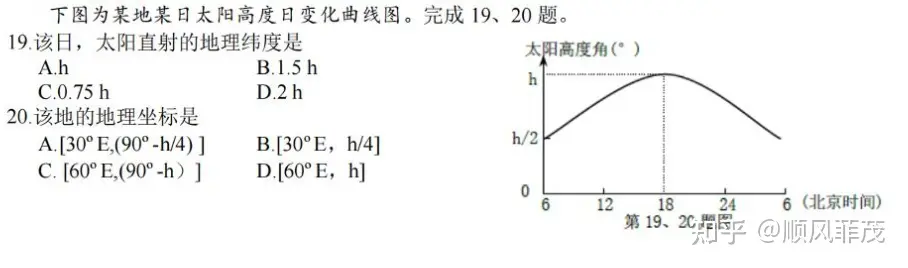 下图为某地某日太阳高度日变化曲线图。完成 19、20 题。
19.该日，太阳直射的地理纬度是
A.h B.1.5 h
C.0.75 h D.2 h
20.该地的地理坐标是
A.[30º E,(90º -h/4) ] B.[30º E，h/4]
C. [60º E,(90º -h）] D.[60º E，h]
太阳高度角(°)
h
h/2
0
6 12 18 24 6 (北京时间)
第 19、20 题图
知乎 @顺风菲茂